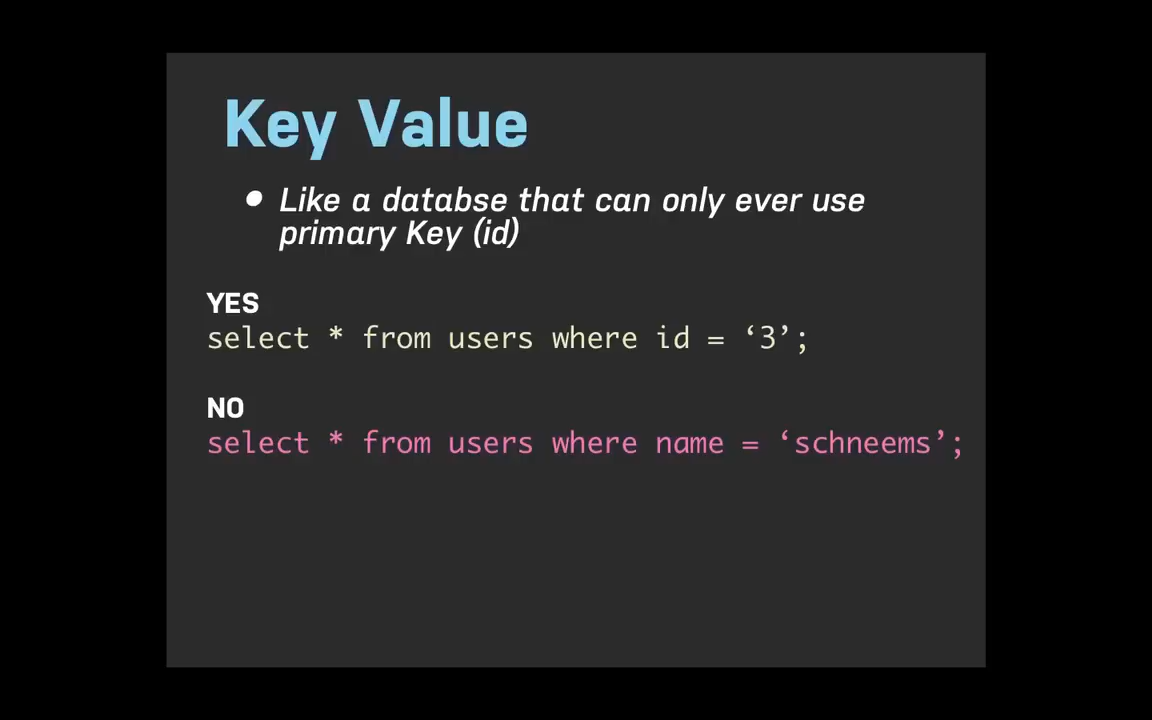 Key Value
• Like a databse that can only ever use
primary Key (id)
YES
select * from users where id = ‘3’;
NO
select * from users where name = ‘schneems’;